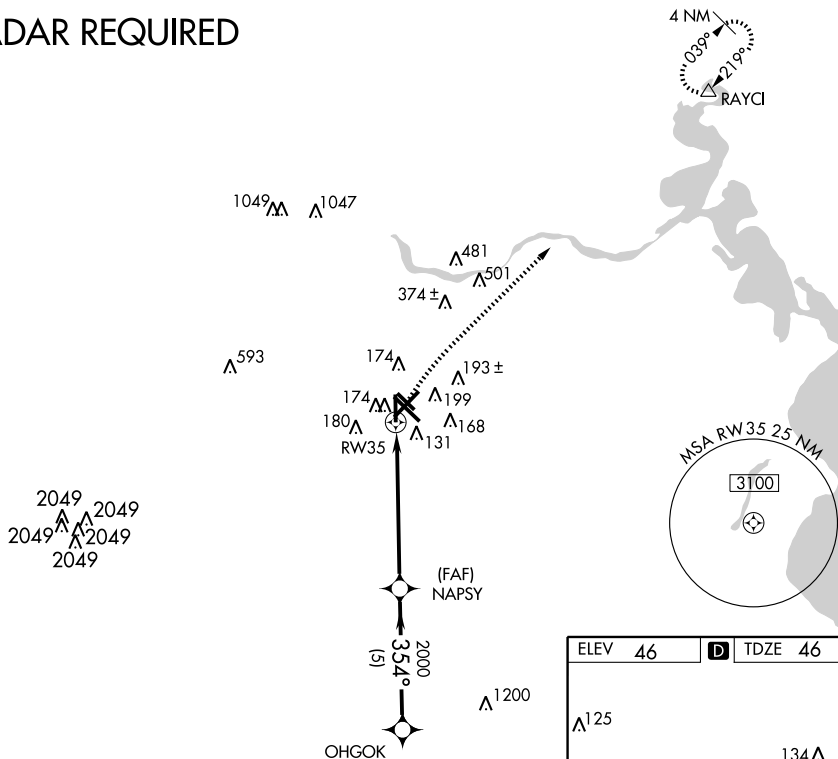 ADAR REQUIRED
4 NM
039°
219°
RAYCI
1049
1047
481
501
374 ±
593
174
193 ±
174
199
180
168
131
RW35
MSA RW35 25 NM
3100
2049
2049
2049
2049
2049
(FAF)
NAPSY
2000
354°
(5)
1200
OHGOK
ELEV 46
D
TDZE 46
125
134